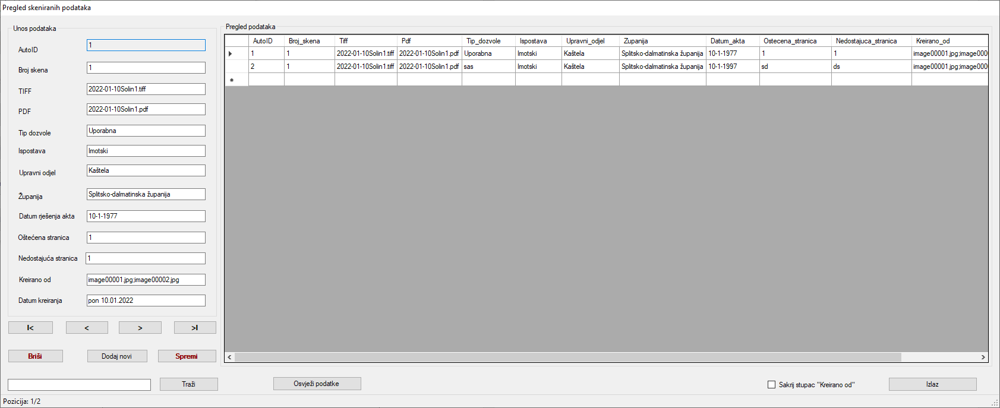 Pregled skeniranih podataka
Unos podataka
AutoID 1
Broj skena 1
TIFF 2022-01-10Solin1.tiff
PDF 2022-01-10Solin1.pdf
Tip dozvole Uporabna
Ispostava Imotski
Upravni odjel Kaštela
Županija Splitsko-dalmatinska županija
Datum rješenja akta 10-1-1977
Oštećena stranica 1
Nedostajuća stranica 1
Kreirano od image00001.jpg;image00002.jpg
Datum kreiranja pon 10.01.2022
I< < > >I
Briši Dodaj novi Spremi
Traži
Pregled podataka
AutoID Broj_skena Tiff Pdf Tip_dozvole Ispostava Upravni_odjel Zupanija Datum_akta Ostecena_stranica Nedostajuca_stranica Kreirano_od
1 1 2022-01-10Solin1.tiff 2022-01-10Solin1.pdf Uporabna Imotski Kaštela Splitsko-dalmatinska županija 10-1-1977 1 1 image00001.jpg;image000
2 1 2022-01-10Solin1.tiff 2022-01-10Solin1.pdf sas Imotski Kaštela Splitsko-dalmatinska županija 10-1-1997 sd ds image00001.jpg;image000
Osvježi podatke
Sakrij stupac "Kreirano od"
Izlaz
Pozicija: 1/2